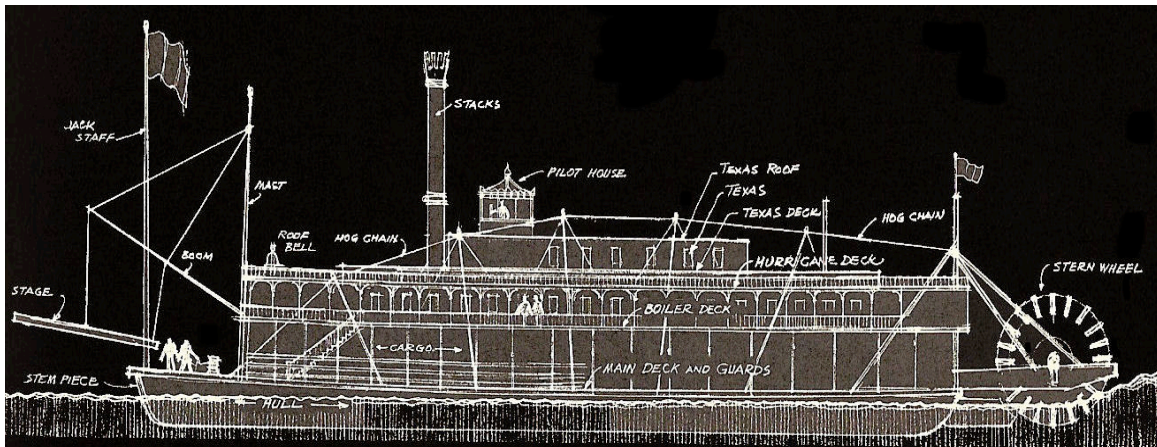 JACK
STAFF
STACKS
PILOT HOUSE
TEXAS ROOF
TEXAS
TEXAS DECK
HOG CHAIN
MAST
ROOF
BELL
HOG CHAIN
BOOM
HURRICANE DECK
STERN WHEEL
STAGE
BOILER DECK
CARGO
MAIN DECK AND GUARDS
STEM PIECE
HULL